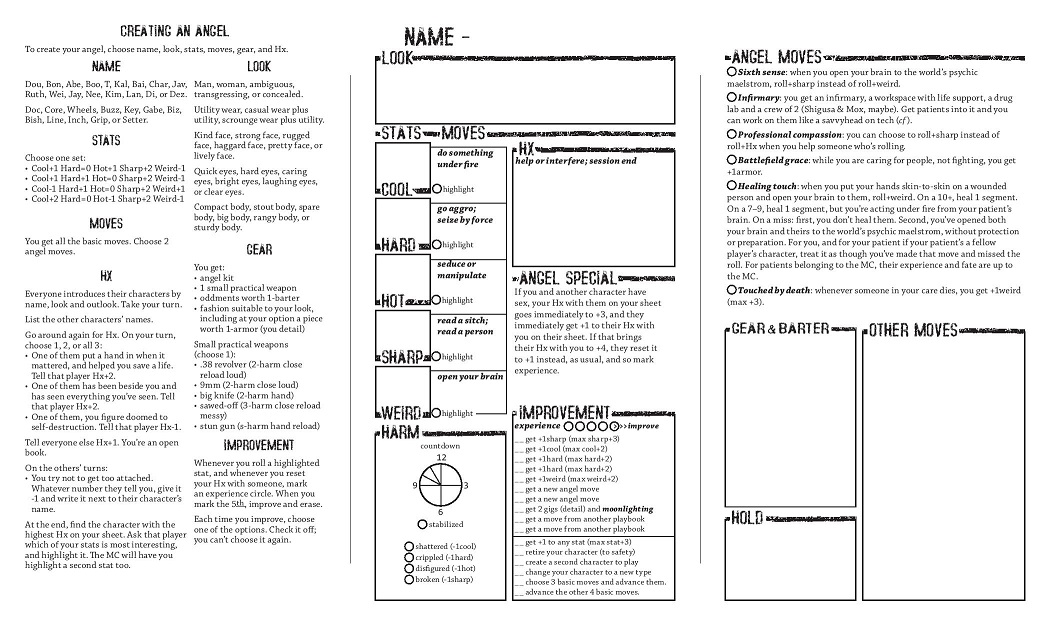 CREATING AN ANGEL
To create your angel, choose name, look, stats, moves, gear, and Hx.
NAME
Dou, Bon, Abe, Boo, T, Kal, Bai, Char, Jav,
Ruth, Wei, Jay, Nee, Kim, Lan, Di, or Dez.
Doc, Core, Wheels, Buzz, Key, Gabe, Biz,
Bish, Line, Inch, Grip, or Setter.
STATS
Choose one set:
• Cool+1 Hard=0 Hot+1 Sharp+2 Weird-1
• Cool+1 Hard+1 Hot=0 Sharp+2 Weird-1
• Cool-1 Hard+1 Hot=0 Sharp+2 Weird+1
• Cool+2 Hard=0 Hot-1 Sharp+2 Weird-1
MOVES
You get all the basic moves. Choose 2
angel moves.
HX
Everyone introduces their characters by
name, look and outlook. Take your turn.
List the other characters' names.
Go around again for Hx. On your turn,
choose 1, 2, or all 3:
• One of them put a hand in when it
mattered, and helped you save a life.
Tell that player Hx+2.
• One of them has been beside you and
has seen everything you've seen. Tell
that player Hx+2.
• One of them, you figure doomed to
self-destruction. Tell that player Hx-1.
Tell everyone else Hx+1. You're an open
book.
On the others' turns:
• You try not to get too attached.
Whatever number they tell you, give it
-1 and write it next to their character's
name.
At the end, find the character with the
highest Hx on your sheet. Ask that player
which of your stats is most interesting,
and highlight it. The MC will have you
highlight a second stat too.
LOOK
Man, woman, ambiguous,
transgressing, or concealed.
Utility wear, casual wear plus
utility, scrounge wear plus utility.
Kind face, strong face, rugged
face, haggard face, pretty face, or
lively face.
Quick eyes, hard eyes, caring
eyes, bright eyes, laughing eyes,
or clear eyes.
Compact body, stout body, spare
body, big body, rangy body, or
sturdy body.
GEAR
You get:
• angel kit
• 1 small practical weapon
• oddments worth 1-barter
• fashion suitable to your look,
including at your option a piece
worth 1-armor (you detail)
Small practical weapons
(choose 1):
• .38 revolver (2-harm close
reload loud)
• 9mm (2-harm close loud)
• big knife (2-harm hand)
• sawed-off (3-harm close reload
messy)
• stun gun (s-harm hand reload)
IMPROVEMENT
Whenever you roll a highlighted
stat, and whenever you reset
your Hx with someone, mark
an experience circle. When you
mark the 5th, improve and erase.
Each time you improve, choose
one of the options. Check it off;
you can't choose it again.
NAME -
LOOK
STATS MOVES
do something
under fire
COOL highlight
go aggro;
seize by force
HARD highlight
seduce or
manipulate
HOT highlight
read a sitch;
read a person
SHARP highlight
open your brain
WEIRD highlight
HARM
countdown
12
9 3
6
stabilized
shattered (-1cool)
crippled (-1hard)
disfigured (-1hot)
broken (-1sharp)
HX
help or interfere; session end
ANGEL SPECIAL
If you and another character have
sex, your Hx with them on your sheet
goes immediately to +3, and they
immediately get +1 to their Hx with
you on their sheet. If that brings
their Hx with you to +4, they reset it
to +1 instead, as usual, and so mark
experience.
IMPROVEMENT
experience >>improve
__ get +1sharp (max sharp+3)
__ get +1cool (max cool+2)
__ get +1hard (max hard+2)
__ get +1hard (max hard+2)
__ get +1weird (max weird+2)
__ get a new angel move
__ get a new angel move
__ get 2 gigs (detail) and moonlighting
__ get a move from another playbook
__ get a move from another playbook
__ get +1 to any stat (max stat+3)
__ retire your character (to safety)
__ create a second character to play
__ change your character to a new type
__ choose 3 basic moves and advance them.
__ advance the other 4 basic moves.
ANGEL MOVES
Sixth sense: when you open your brain to the world's psychic
maelstrom, roll+sharp instead of roll+weird.
Infirmary: you get an infirmary, a workspace with life support, a drug
lab and a crew of 2 (Shigusa & Mox, maybe). Get patients into it and you
can work on them like a savvyhead on tech (cf).
Professional compassion: you can choose to roll+sharp instead of
roll+Hx when you help someone who's rolling.
Battlefield grace: while you are caring for people, not fighting, you get
+1armor.
Healing touch: when you put your hands skin-to-skin on a wounded
person and open your brain to them, roll+weird. On a 10+, heal 1 segment.
On a 7–9, heal 1 segment, but you're acting under fire from your patient's
brain. On a miss: first, you don't heal them. Second, you've opened both
your brain and theirs to the world's psychic maelstrom, without protection
or preparation. For you, and for your patient if your patient's a fellow
player's character, treat it as though you've made that move and missed the
roll. For patients belonging to the MC, their experience and fate are up to
the MC.
Touched by death: whenever someone in your care dies, you get +1weird
(max +3).
GEAR & BARTER
OTHER MOVES
HOLD